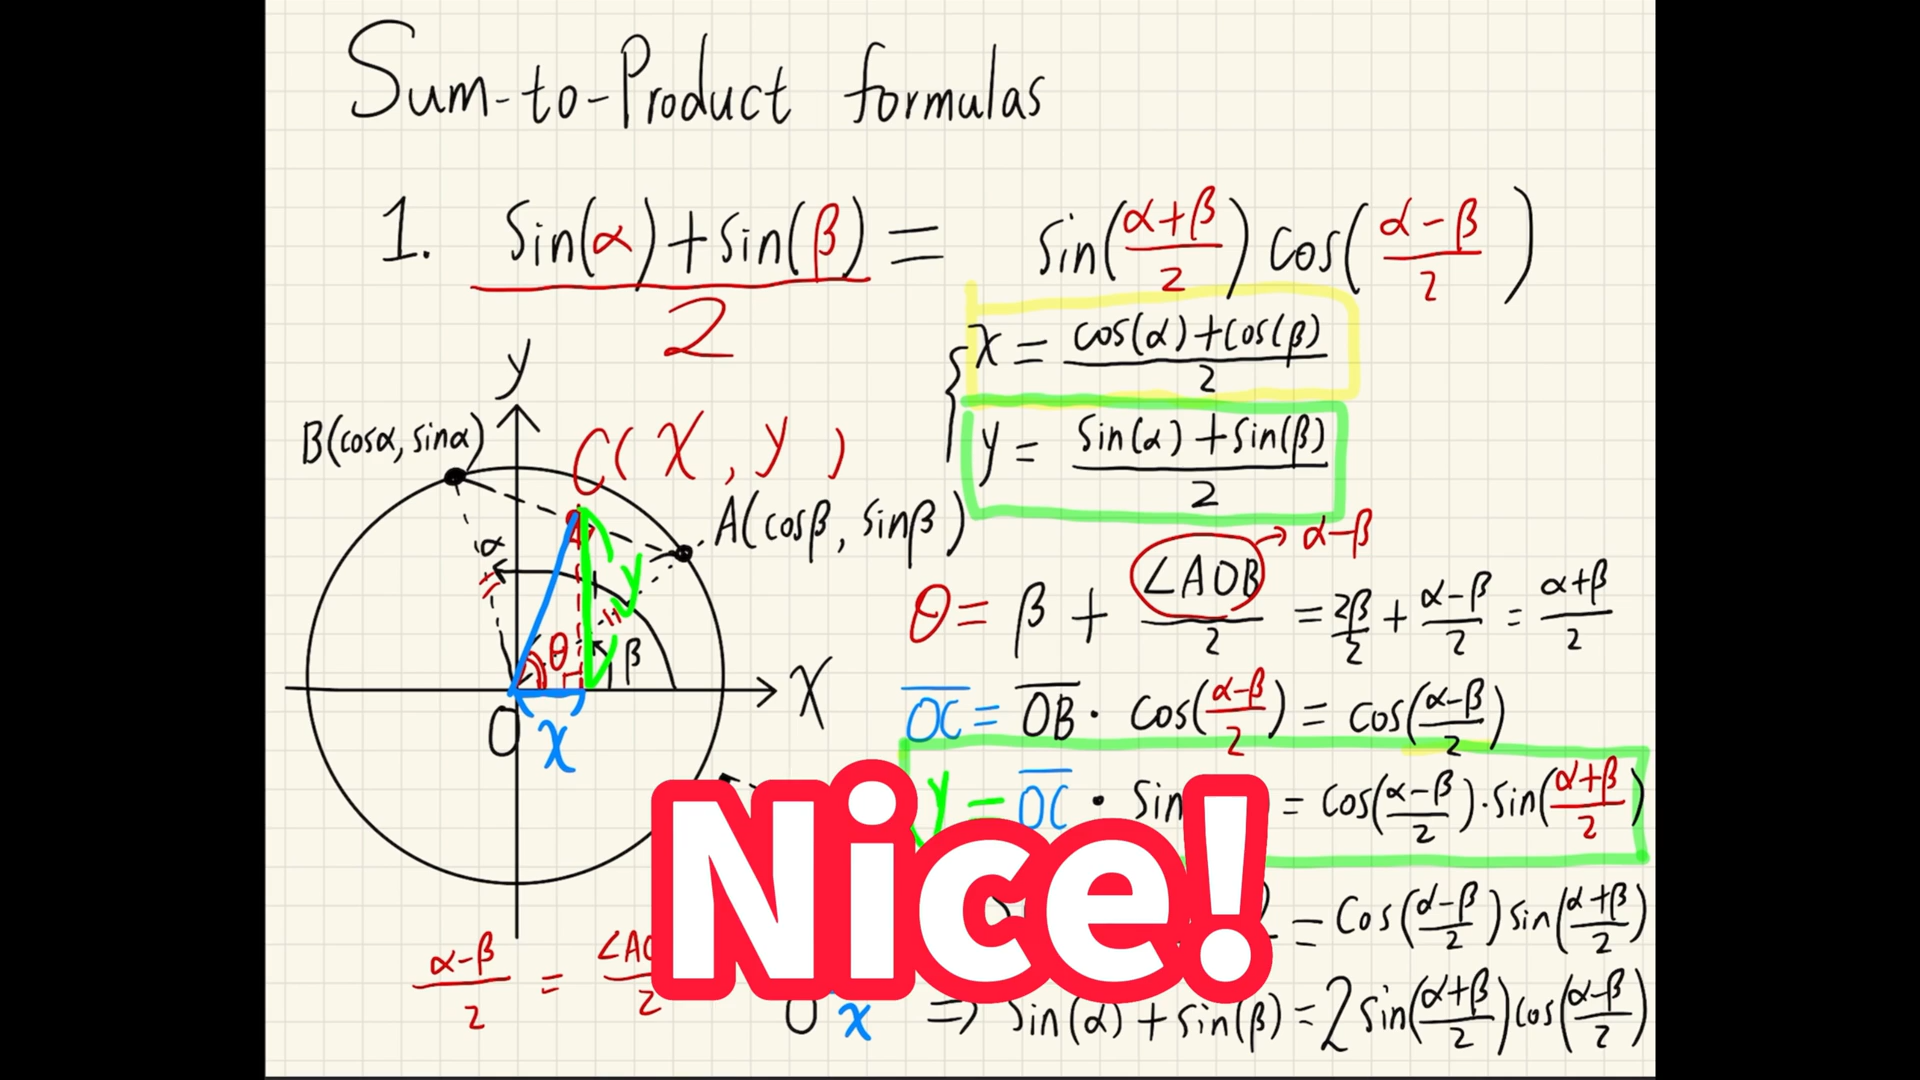 Sum-to-Product formulas
1. (sin(α)+sin(β))/2 = sin((α+β)/2) cos((α-β)/2)
x = (cos(α)+cos(β))/2
y = (sin(α)+sin(β))/2
y
B(cosα, sinα)
C(x, y)
A(cosβ, sinβ)
α
y
θ
β
O
x
X
θ = β + ∠AOB/2 = 2β/2 + (α-β)/2 = (α+β)/2
→ α-β
OC = OB · cos((α-β)/2) = cos((α-β)/2)
y = OC · sin = cos((α-β)/2) · sin((α+β)/2)
= cos((α-β)/2) sin((α+β)/2)
Nice!
(α-β)/2 =
O x
⇒ sin(α) + sin(β) = 2 sin((α+β)/2) cos((α-β)/2)